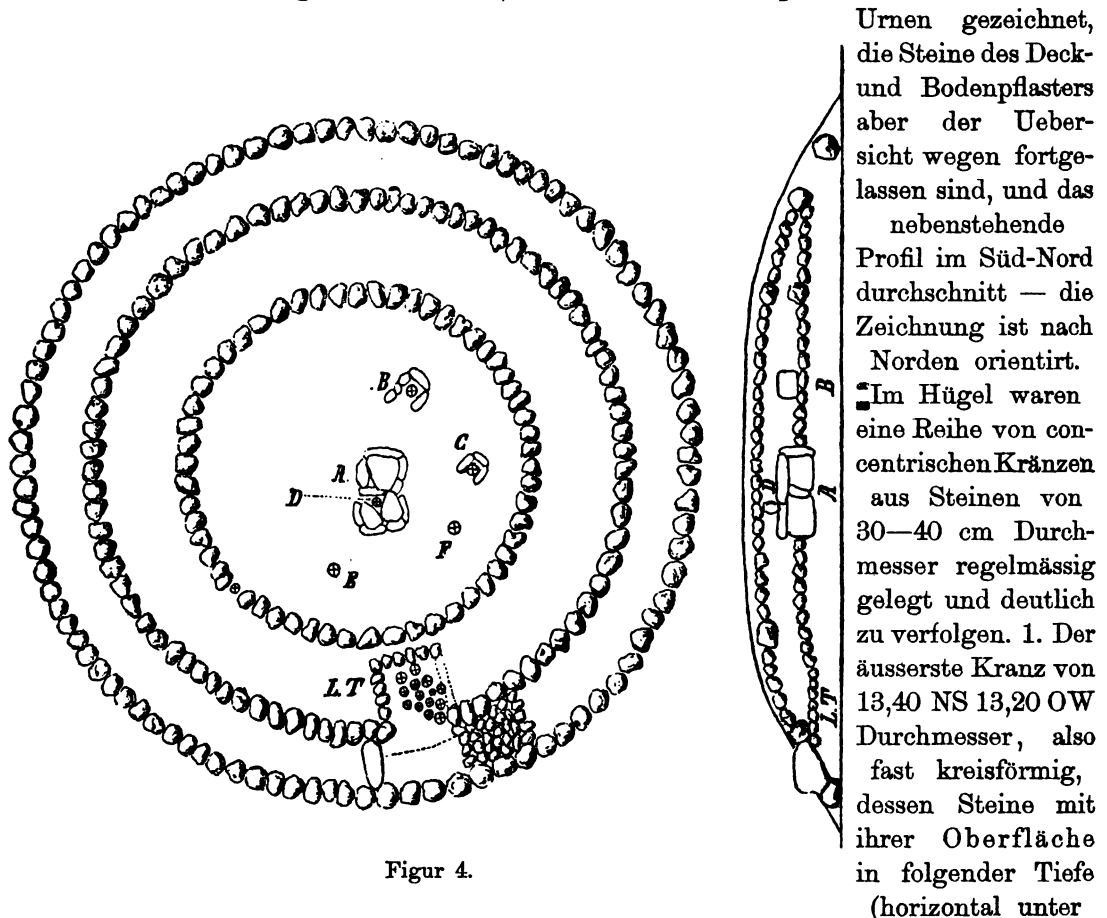 Urnen gezeichnet,
die Steine des Deck-
und Bodenpflasters
aber der Ueber-
sicht wegen fortge-
lassen sind, und das
nebenstehende
Profil im Süd-Nord
durchschnitt — die
Zeichnung ist nach
Norden orientirt.
Im Hügel waren
eine Reihe von con-
centrischen Kränzen
aus Steinen von
30—40 cm Durch-
messer regelmässig
gelegt und deutlich
zu verfolgen. 1. Der
äusserste Kranz von
13,40 NS 13,20 OW
Durchmesser, also
fast kreisförmig,
dessen Steine mit
ihrer Oberfläche
in folgender Tiefe
(horizontal unter
B
C
A
D
F
E
LT
B
D
A
LT
Figur 4.